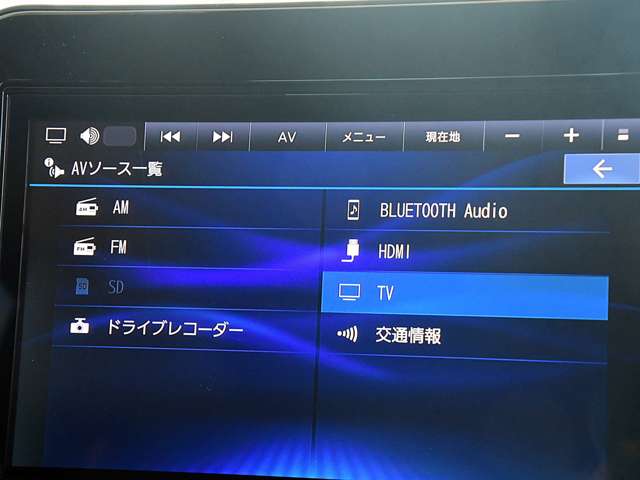 AV メニュー 現在地
AVソース一覧
AM
FM
SD
ドライブレコーダー
BLUETOOTH Audio
HDMI
TV
交通情報